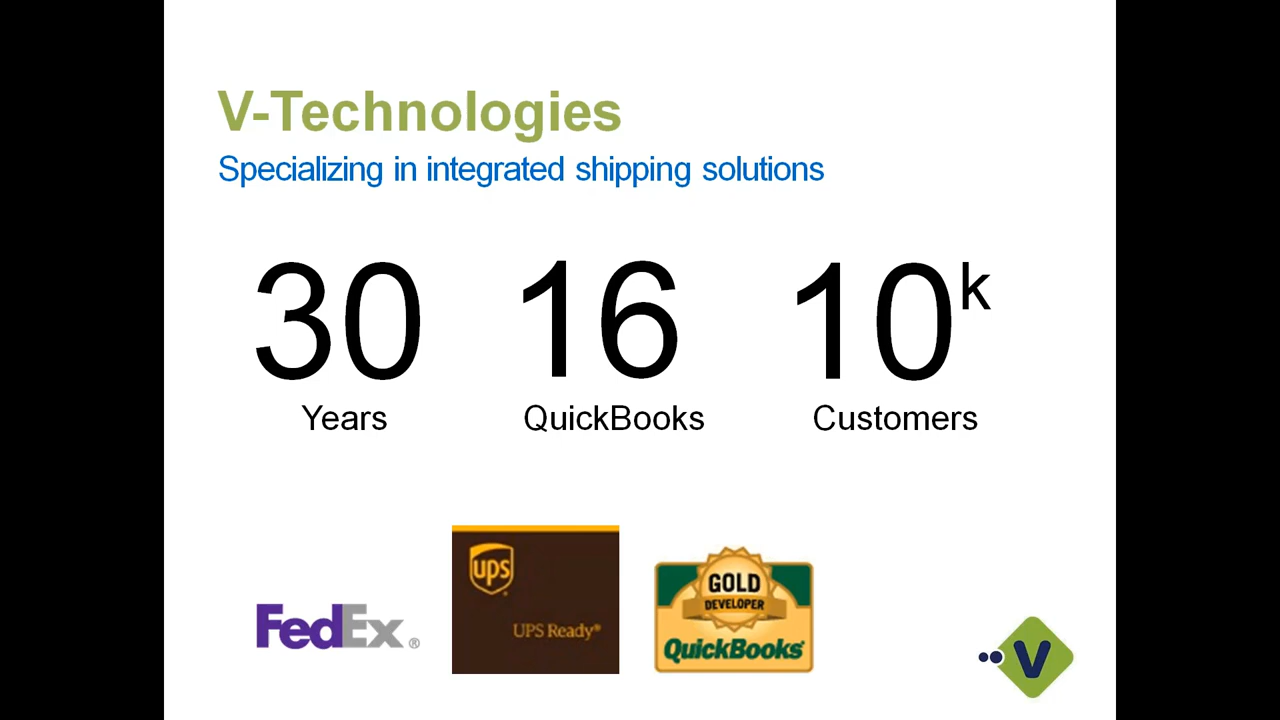 V-Technologies
Specializing in integrated shipping solutions
30 16 10k
Years QuickBooks Customers
FedEx®
ups
UPS Ready®
GOLD
DEVELOPER
QuickBooks
V